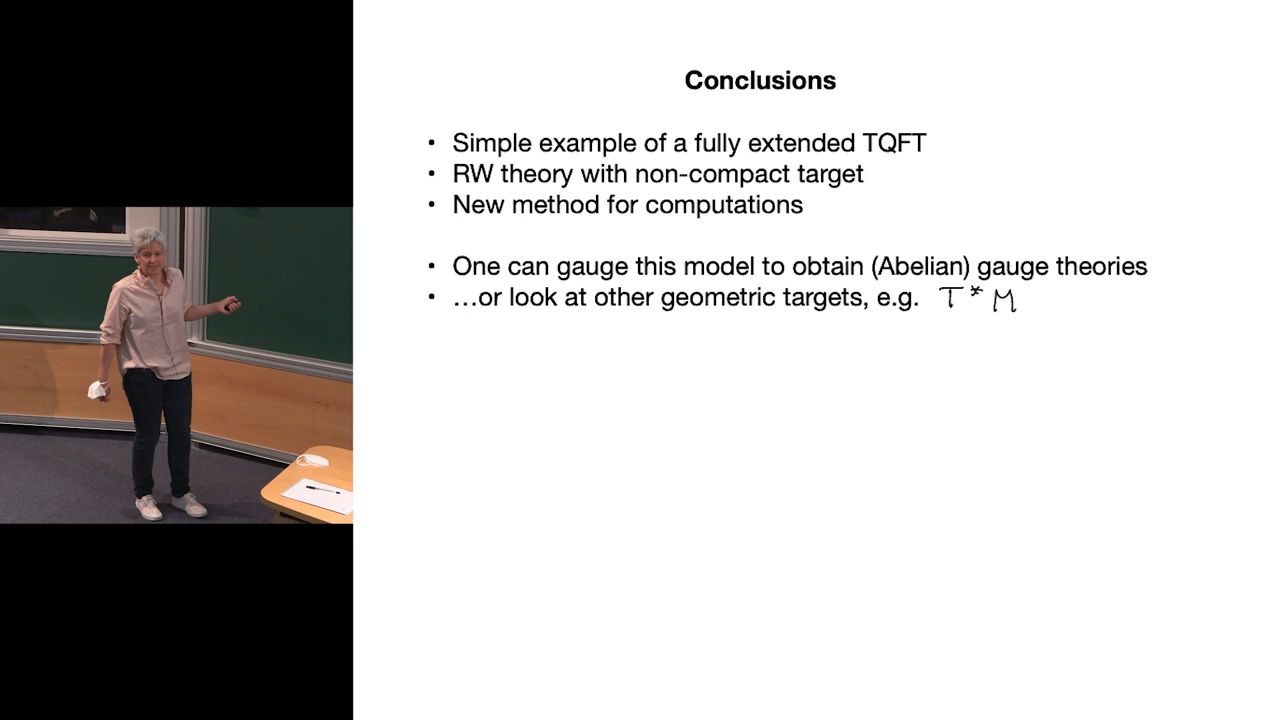 Conclusions
• Simple example of a fully extended TQFT
• RW theory with non-compact target
• New method for computations
• One can gauge this model to obtain (Abelian) gauge theories
• …or look at other geometric targets, e.g. T*M